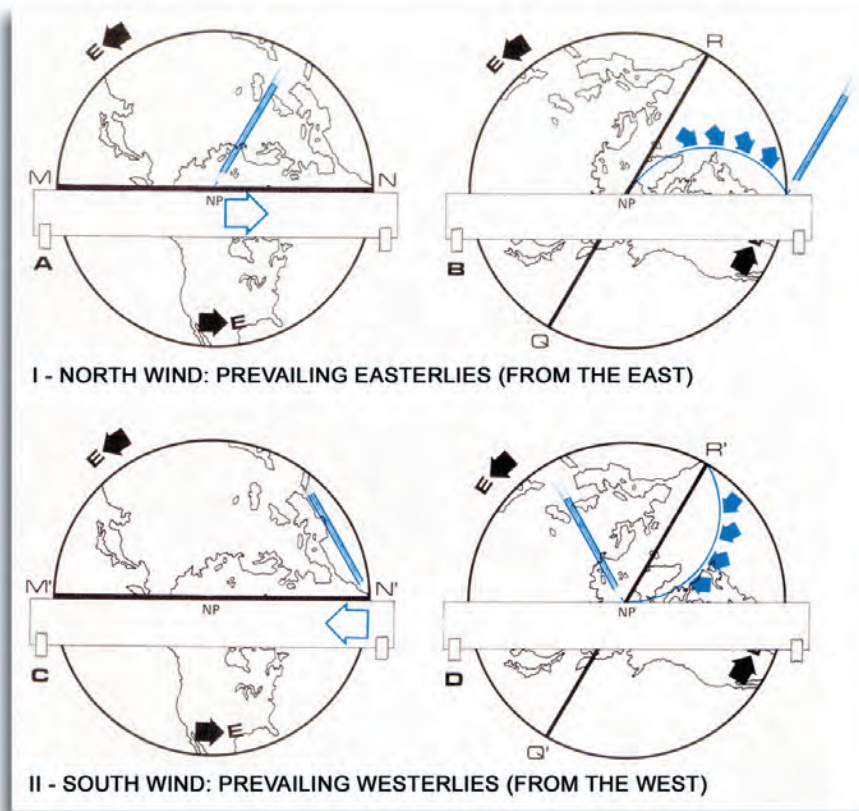 E
R
E
M
N
NP
NP
A
E
B
Q
I - NORTH WIND: PREVAILING EASTERLIES (FROM THE EAST)
E
R'
E
M'
N'
NP
NP
C
E
D
Q'
II - SOUTH WIND: PREVAILING WESTERLIES (FROM THE WEST)